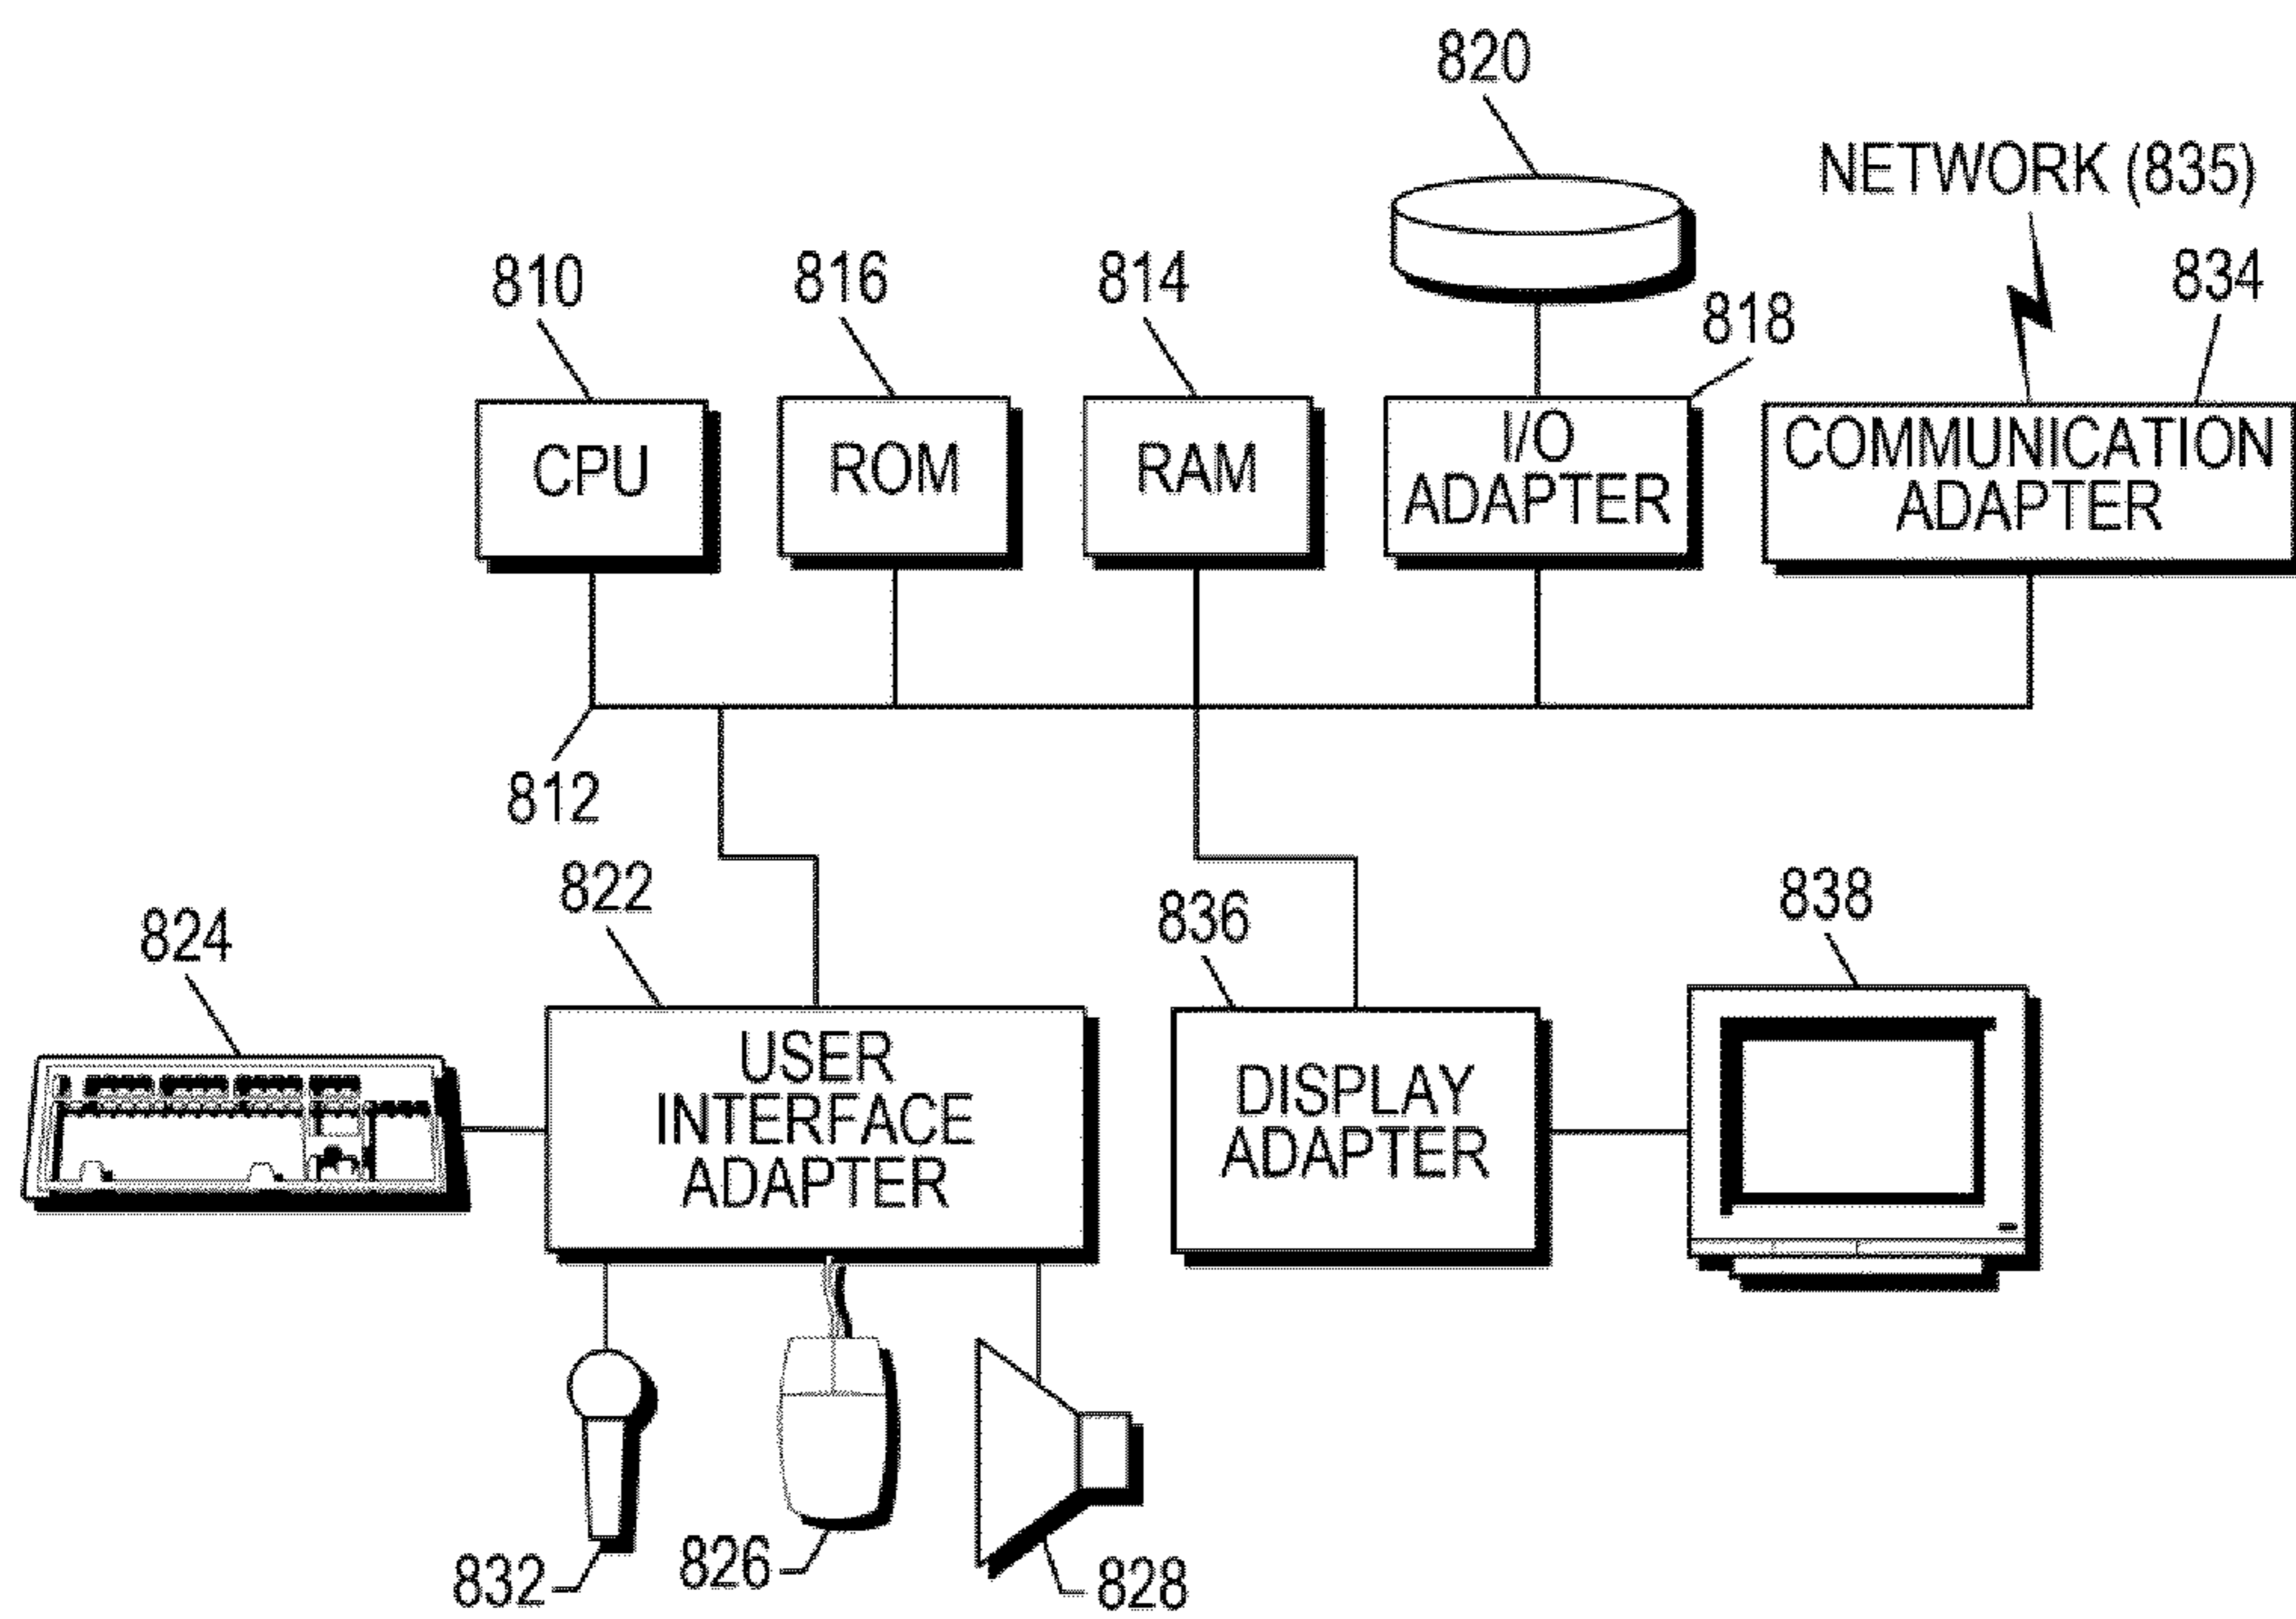 820
NETWORK (835)
810
816
814
818
834
CPU
ROM
RAM
I/O
ADAPTER
COMMUNICATION
ADAPTER
812
822
824
836
838
USER
INTERFACE
ADAPTER
DISPLAY
ADAPTER
832
826
828